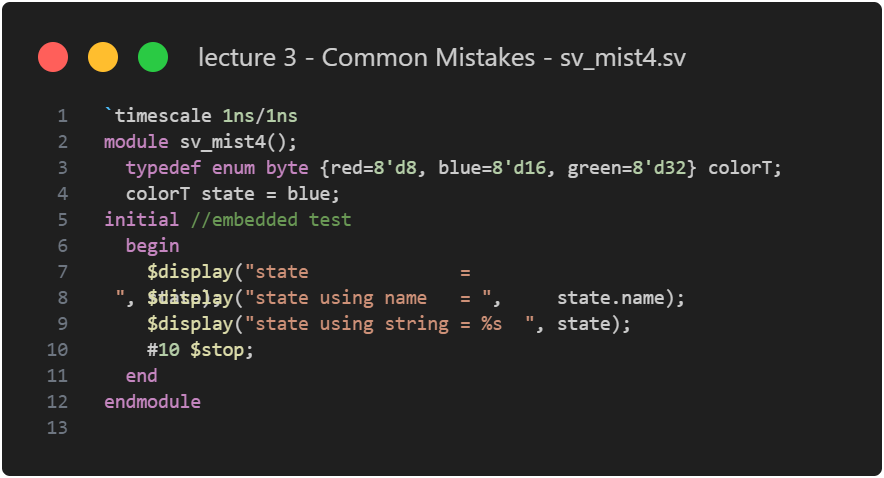 lecture 3 - Common Mistakes - sv_mist4.sv
1 `timescale 1ns/1ns
2 module sv_mist4();
3 typedef enum byte {red=8'd8, blue=8'd16, green=8'd32} colorT;
4 colorT state = blue;
5 initial //embedded test
6 begin
7 $display("state =
8 ", state); $display("state using name = ", state.name);
9 $display("state using string = %s ", state);
10 #10 $stop;
11 end
12 endmodule
13